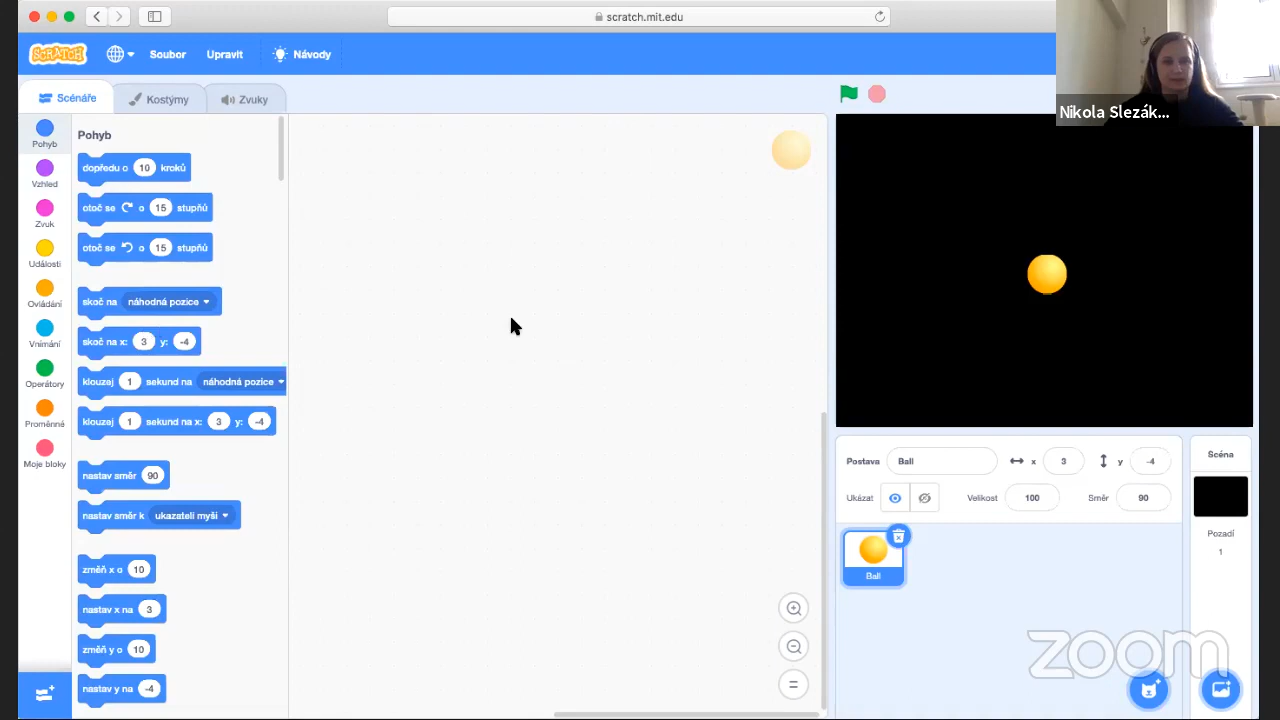 scratch.mit.edu
SCRATCH
Soubor
Upravit
Návody
Nikola Slezák...
Scénáře
Kostýmy
Zvuky
Pohyb
Vzhled
Zvuk
Události
Ovládání
Vnímání
Operátory
Proměnné
Moje bloky
Pohyb
dopředu o 10 kroků
otoč se o 15 stupňů
otoč se o 15 stupňů
skoč na náhodná pozice
skoč na x: 3 y: -4
klouzej 1 sekund na náhodná pozice
klouzej 1 sekund na x: 3 y: -4
nastav směr 90
nastav směr k ukazateli myši
změň x o 10
nastav x na 3
změň y o 10
nastav y na -4
Postava Ball x 3 y -4
Ukázat Velikost 100 Směr 90
Ball
Scéna
Pozadí
1
zoom